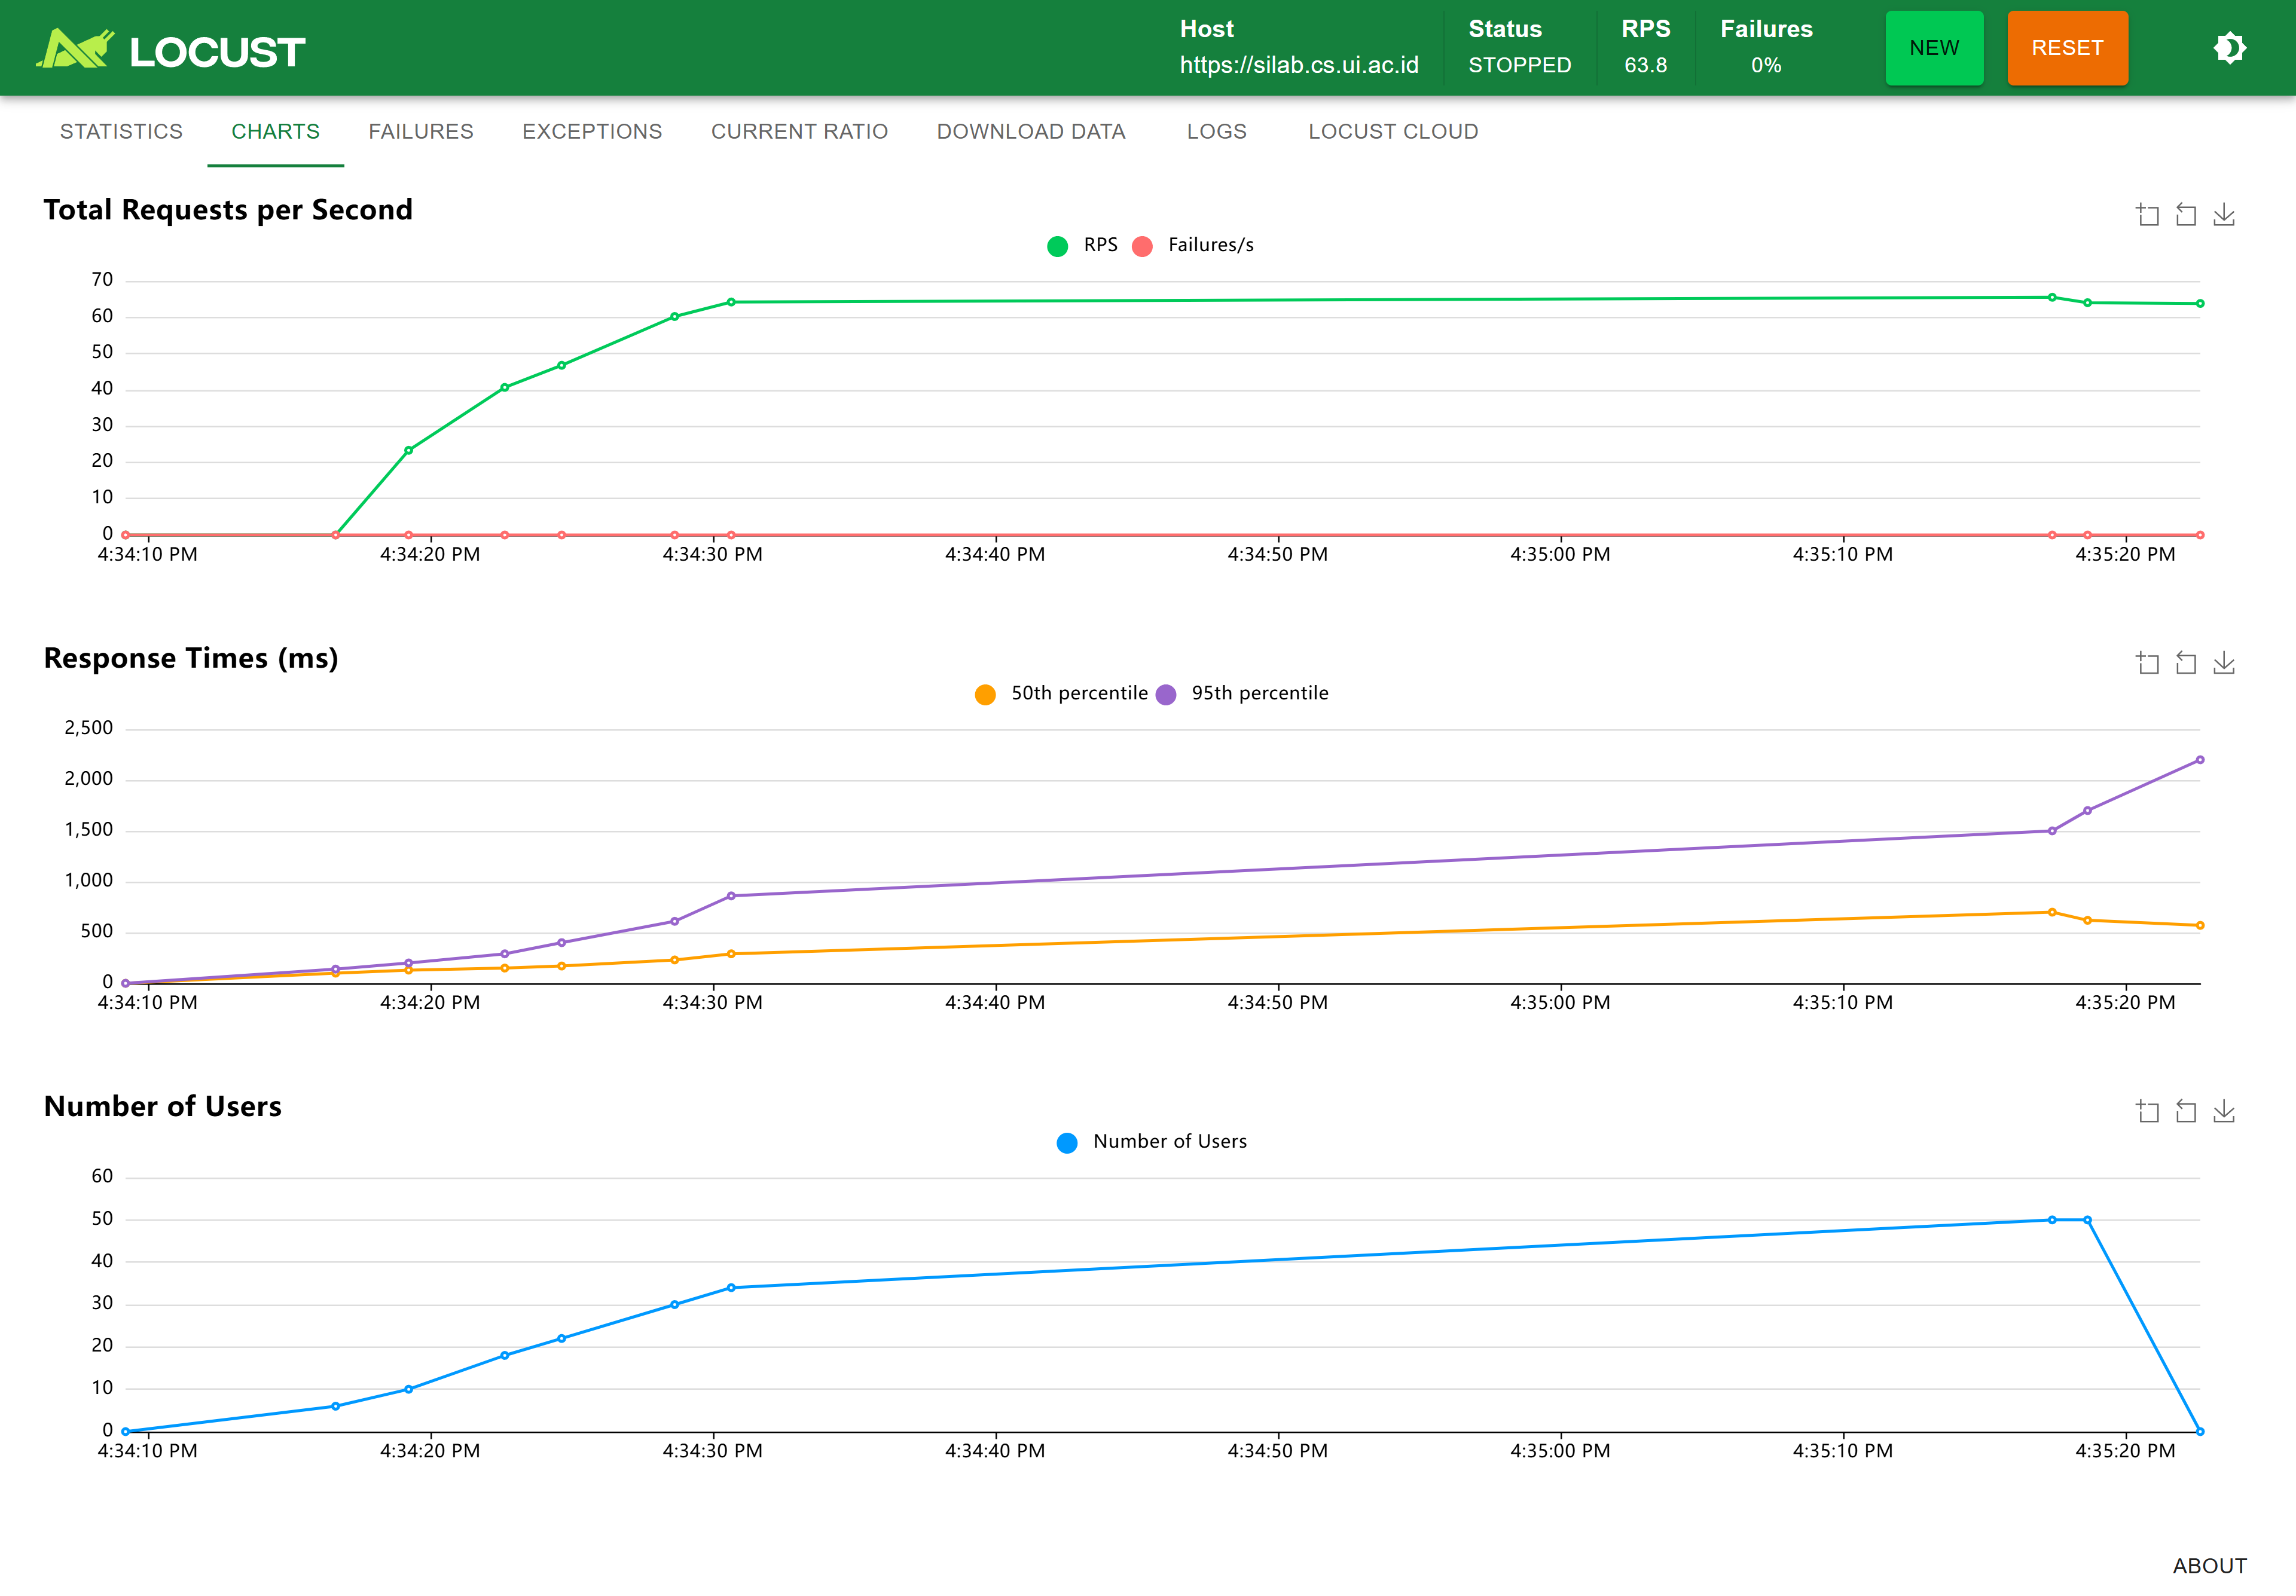 LOCUST
Host Status RPS Failures
https://silab.cs.ui.ac.id STOPPED 63.8 0%
NEW RESET
STATISTICS CHARTS FAILURES EXCEPTIONS CURRENT RATIO DOWNLOAD DATA LOGS LOCUST CLOUD
Total Requests per Second
RPS Failures/s
70
60
50
40
30
20
10
0
4:34:10 PM 4:34:20 PM 4:34:30 PM 4:34:40 PM 4:34:50 PM 4:35:00 PM 4:35:10 PM 4:35:20 PM
Response Times (ms)
50th percentile 95th percentile
2,500
2,000
1,500
1,000
500
0
4:34:10 PM 4:34:20 PM 4:34:30 PM 4:34:40 PM 4:34:50 PM 4:35:00 PM 4:35:10 PM 4:35:20 PM
Number of Users
Number of Users
60
50
40
30
20
10
0
4:34:10 PM 4:34:20 PM 4:34:30 PM 4:34:40 PM 4:34:50 PM 4:35:00 PM 4:35:10 PM 4:35:20 PM
ABOUT